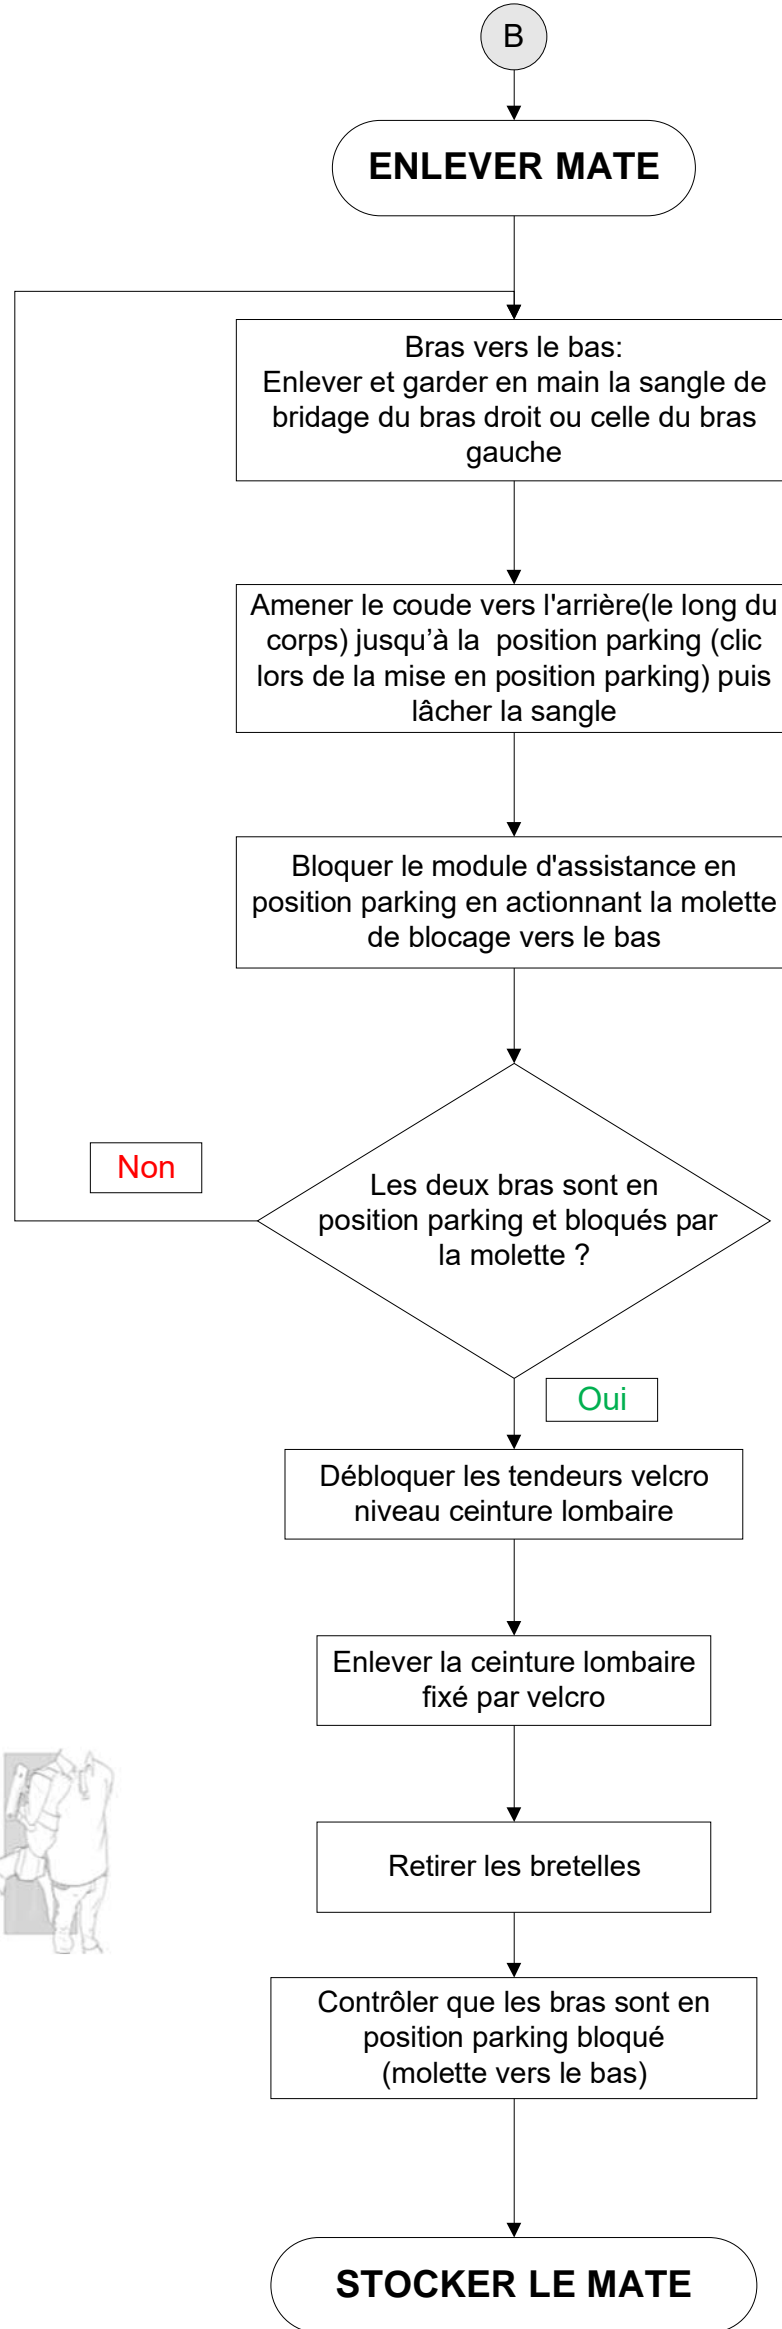 B
ENLEVER MATE
Bras vers le bas:
Enlever et garder en main la sangle de
bridage du bras droit ou celle du bras
gauche
Amener le coude vers l'arrière(le long du
corps) jusqu’à la  position parking (clic
lors de la mise en position parking) puis
lâcher la sangle
Bloquer le module d'assistance en
position parking en actionnant la molette
de blocage vers le bas
Non
Les deux bras sont en
position parking et bloqués par
la molette ?
Oui
Débloquer les tendeurs velcro
niveau ceinture lombaire
Enlever la ceinture lombaire
fixé par velcro
Retirer les bretelles
Contrôler que les bras sont en
position parking bloqué
(molette vers le bas)
STOCKER LE MATE